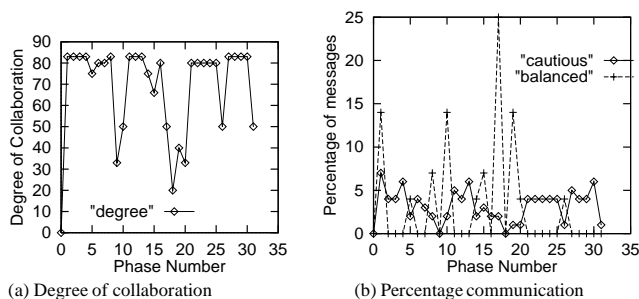 90
80
70
60
50
40
30
20
10
0
Degree of Collaboration
"degree"
0 5 10 15 20 25 30 35
Phase Number
(a) Degree of collaboration
25
20
15
10
5
0
Percentage of messages
"cautious"
"balanced"
0 5 10 15 20 25 30 35
Phase Number
(b) Percentage communication